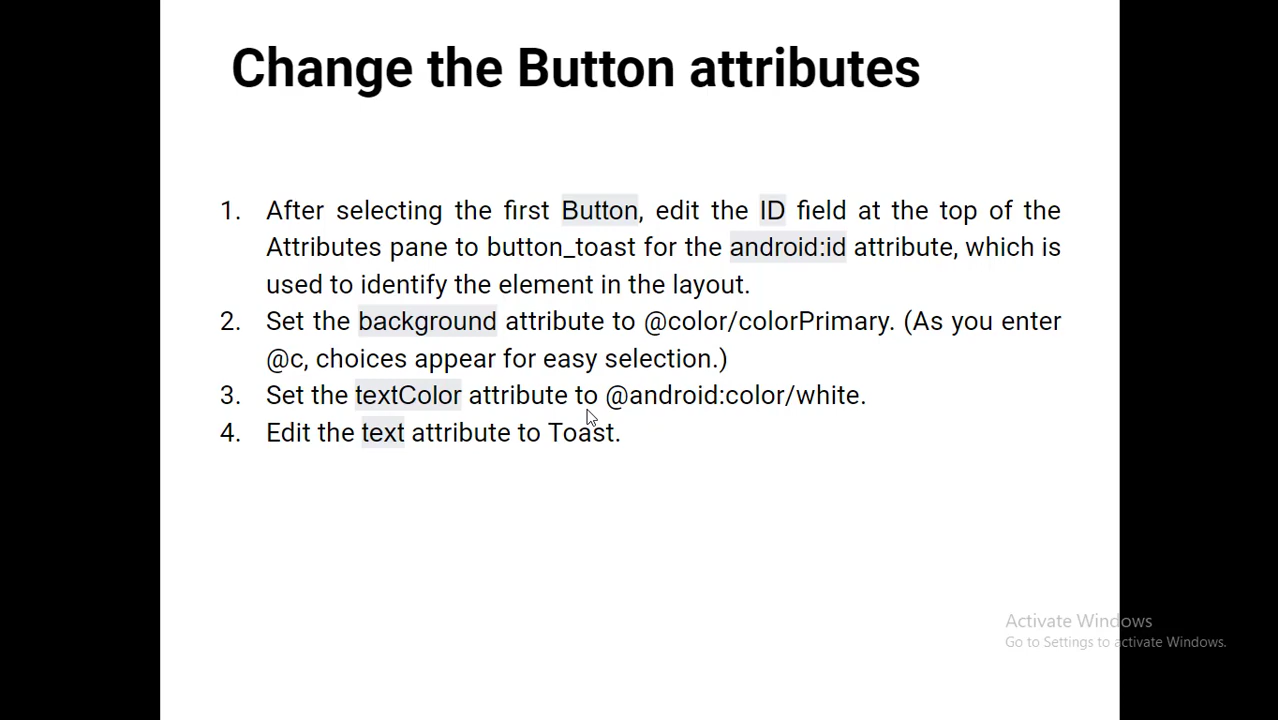 Change the Button attributes
1. After selecting the first Button, edit the ID field at the top of the
Attributes pane to button_toast for the android:id attribute, which is
used to identify the element in the layout.
2. Set the background attribute to @color/colorPrimary. (As you enter
@c, choices appear for easy selection.)
3. Set the textColor attribute to @android:color/white.
4. Edit the text attribute to Toast.
Activate Windows
Go to Settings to activate Windows.